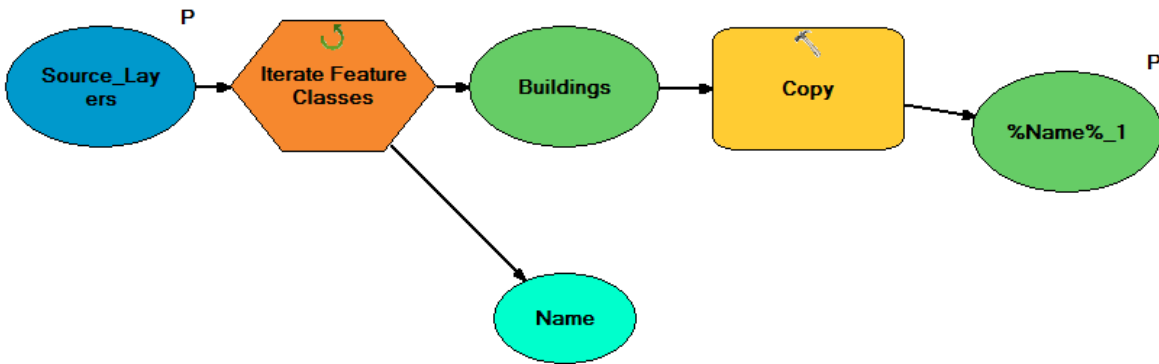 P
Source_Lay
ers
Iterate Feature
Classes
Buildings
Copy
P
%Name%_1
Name